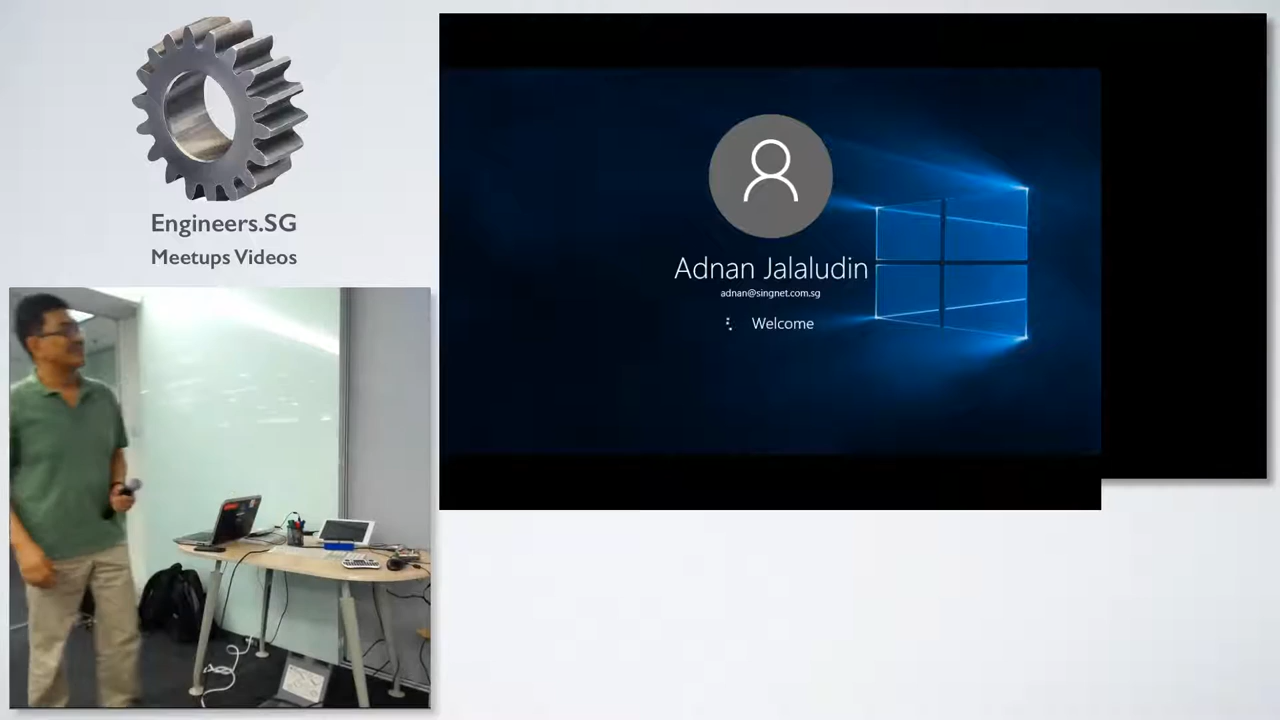 Engineers.SG
Meetups Videos
Adnan Jalaludin
adnan@singnet.com.sg
Welcome